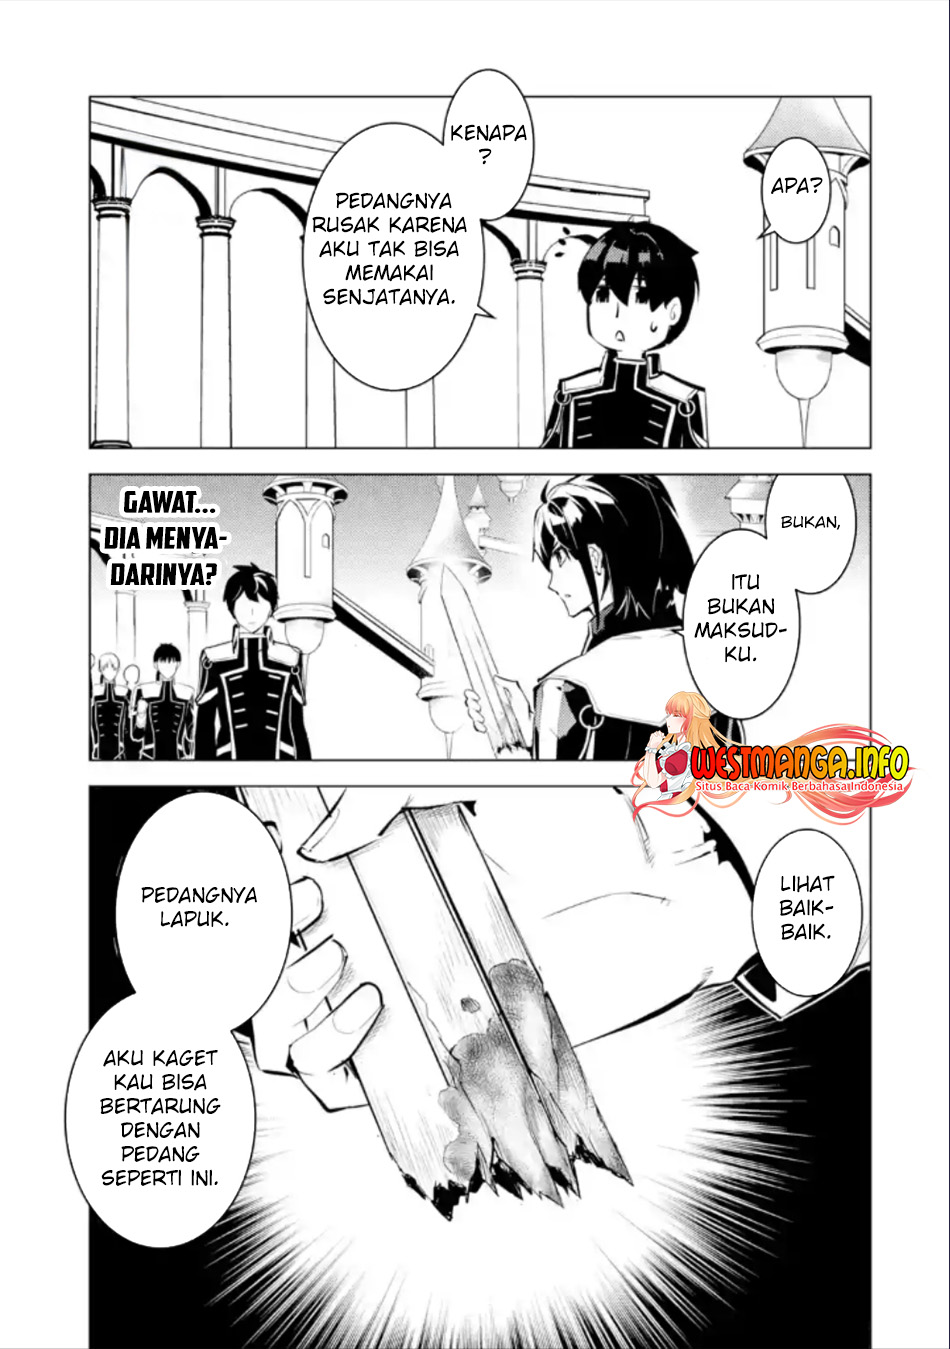 APA?
KENAPA
?
PEDANGNYA
RUSAK KARENA
AKU TAK BISA
MEMAKAI
SENJATANYA.
BUKAN,
ITU
BUKAN
MAKSUD-
KU.
GAWAT...
DIA MENYA-
DARINYA?
WESTMANGA.INFO
Situs Baca Komik Berbahasa Indonesia
LIHAT
BAIK-
BAIK.
PEDANGNYA
LAPUK.
AKU KAGET
KAU BISA
BERTARUNG
DENGAN
PEDANG
SEPERTI INI.